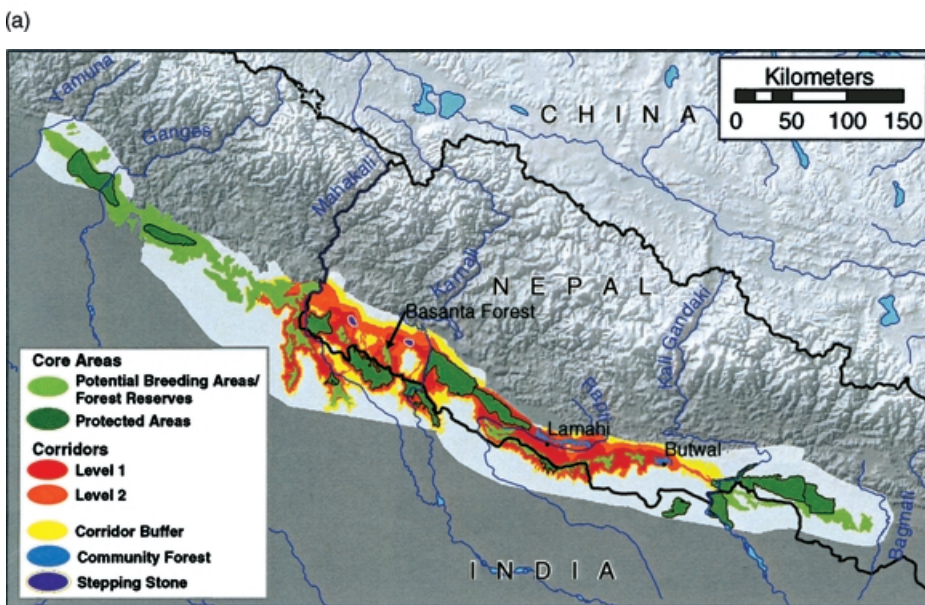 (a)
Kilometers
0 50 100 150
Yamuna
Ganges
CHINA
Mahakali
Karnali
NEPAL
Basanta Forest
Kali Gandaki
Rapti
Lamahi
Butwal
Bagmati
INDIA
Core Areas
Potential Breeding Areas/
Forest Reserves
Protected Areas
Corridors
Level 1
Level 2
Corridor Buffer
Community Forest
Stepping Stone